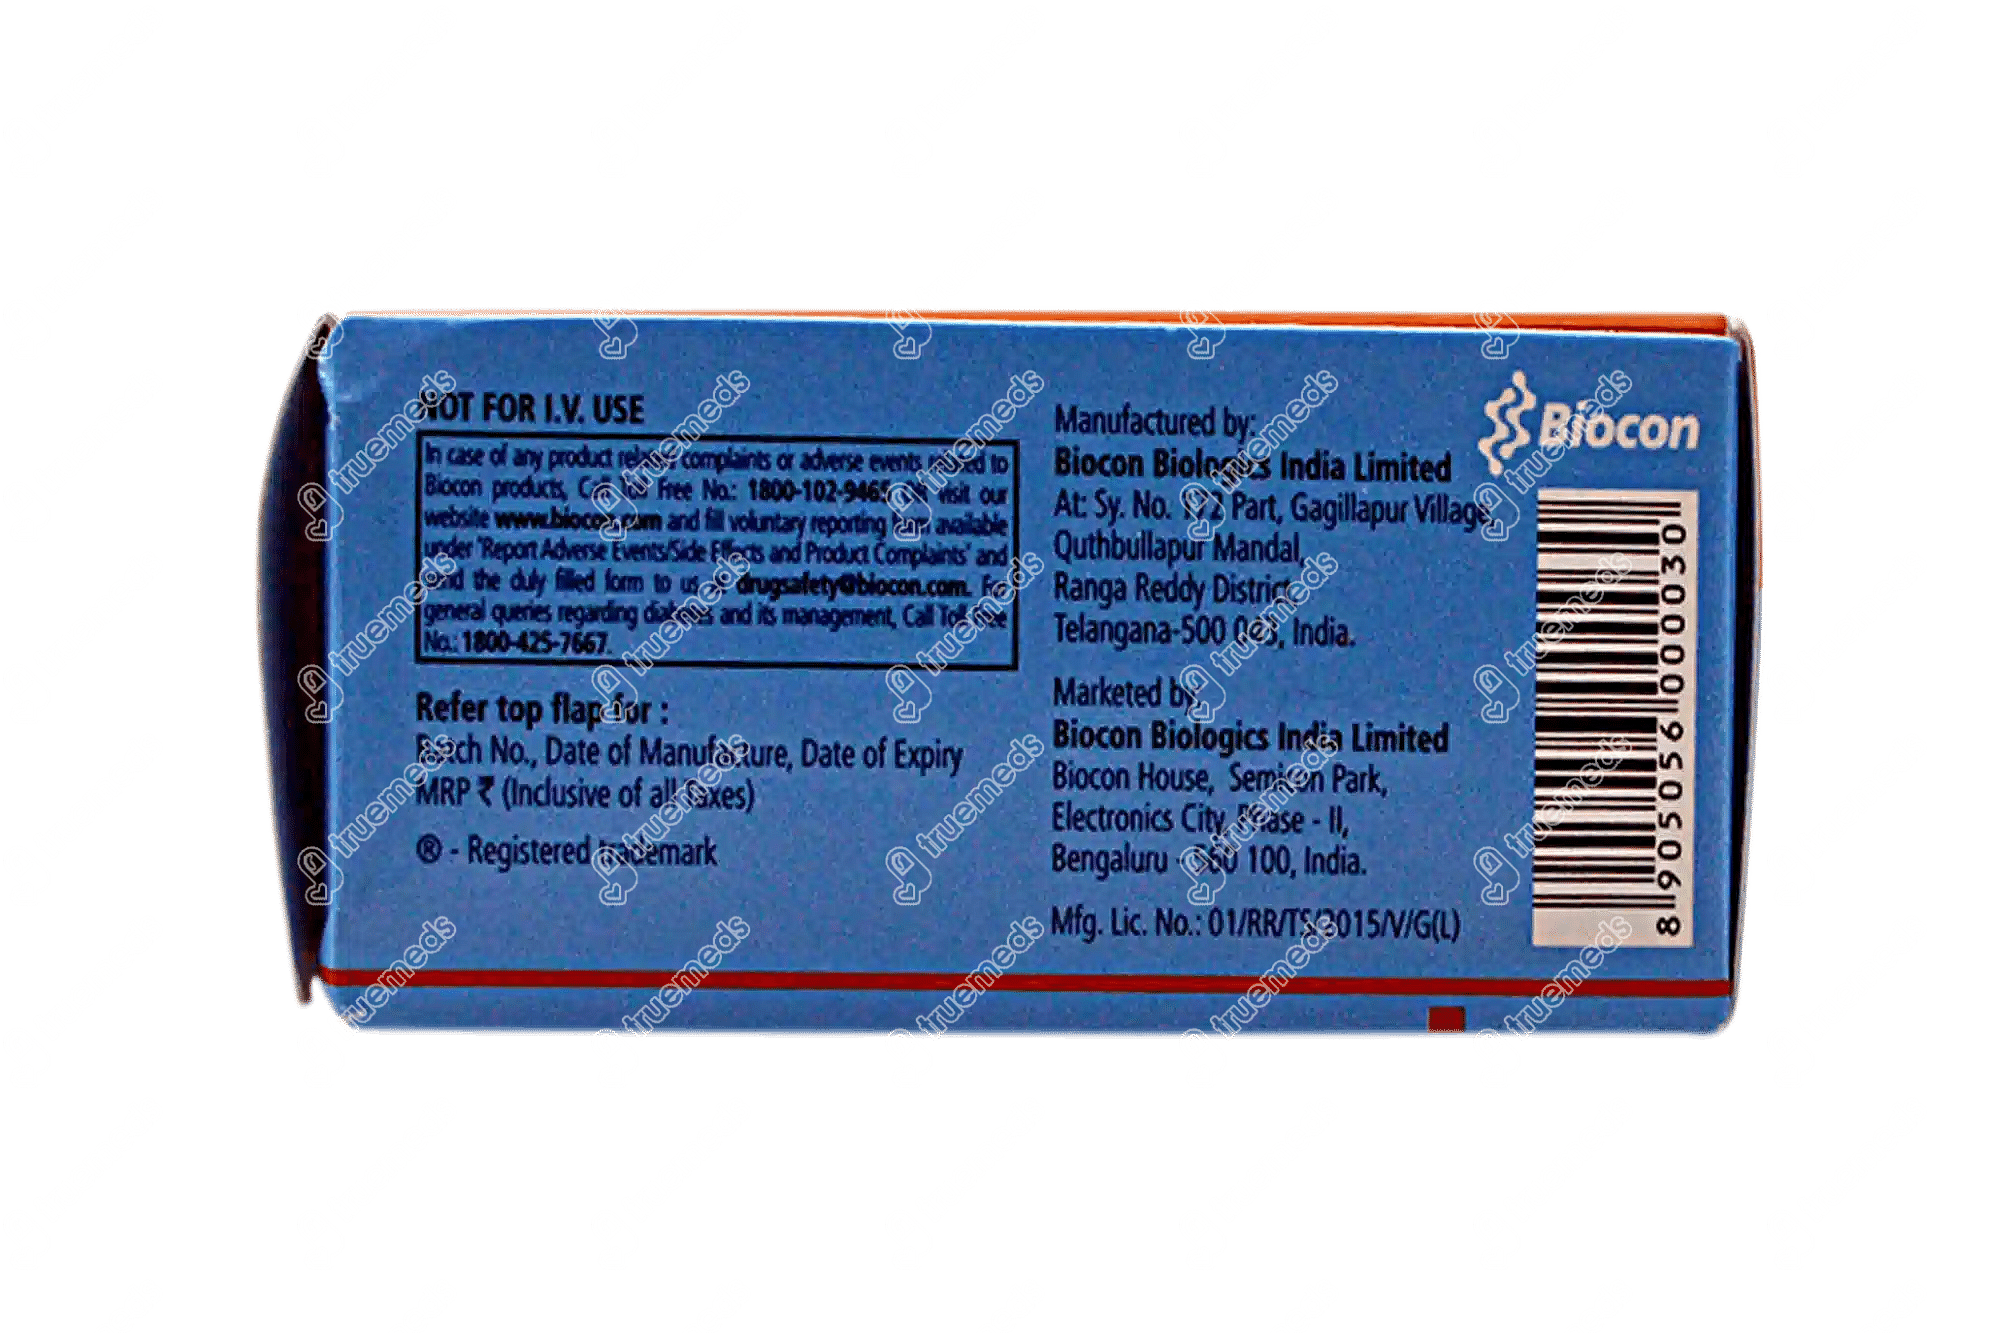 NOT FOR I.V. USE
In case of any product related complaints or adverse events related to
Biocon products, Call Toll Free No.: 1800-102-9465 OR visit our
website www.biocon.com and fill voluntary reporting form available
under "Report Adverse Events/Side Effects and Product Complaints" and
send the duly filled form to us at drugsafety@biocon.com. For
general queries regarding diabetes and its management, Call Toll free
No.: 1800-425-7667.
Refer top flap for :
Batch No., Date of Manufacture, Date of Expiry
MRP ₹ (Inclusive of all taxes)
® - Registered trademark
Manufactured by:
Biocon Biologics India Limited
At: Sy. No. 172 Part, Gagillapur Village,
Quthbullapur Mandal,
Ranga Reddy District,
Telangana-500 043, India.
Marketed by:
Biocon Biologics India Limited
Biocon House, Semicon Park,
Electronics City, Phase - II,
Bengaluru - 560 100, India.
Mfg. Lic. No.: 01/RR/TS/2015/V/G(L)
Biocon
8 905056 000030
truemeds